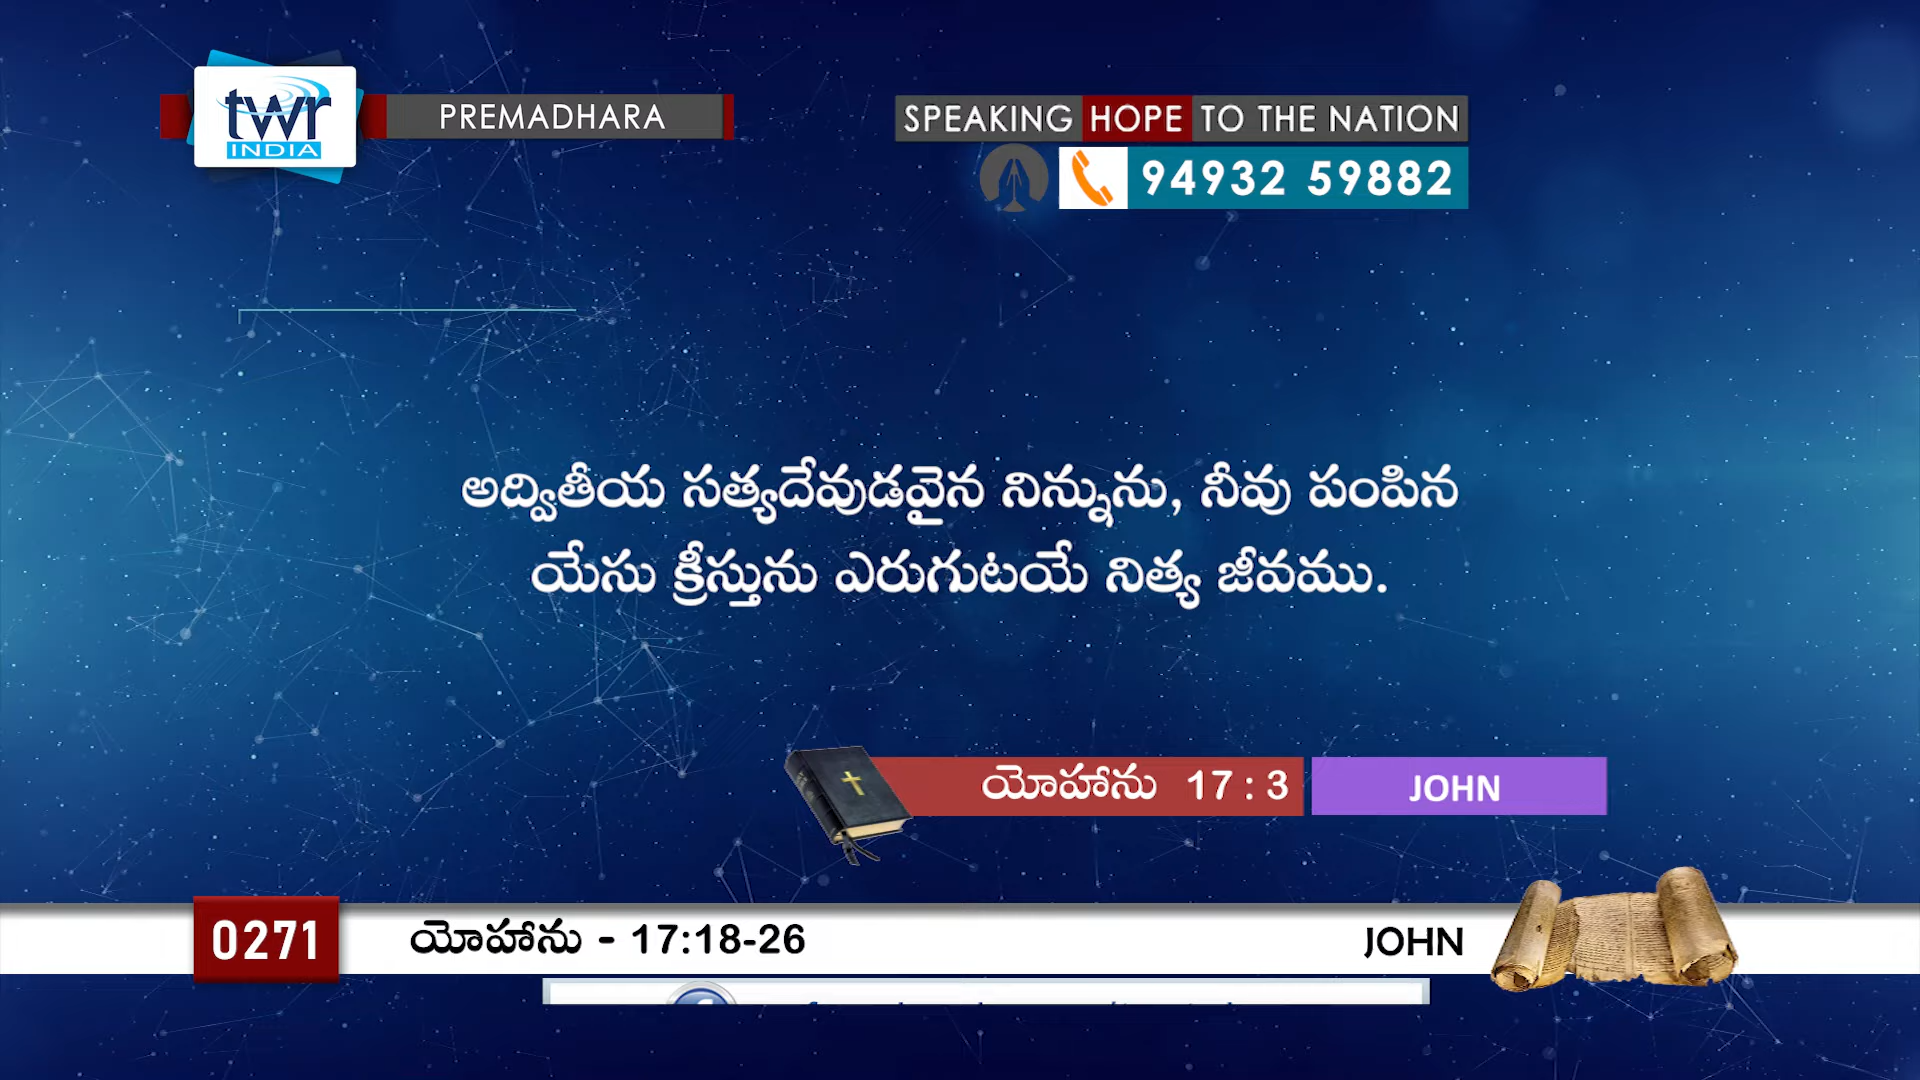 twr
INDIA
PREMADHARA
SPEAKING HOPE TO THE NATION
94932 59882
అద్వితీయ సత్యదేవుడవైన నిన్నును, నీవు పంపిన
యేసు క్రీస్తును ఎరుగుటయే నిత్య జీవము.
యోహాను 17 : 3
JOHN
0271
యోహాను - 17:18-26
JOHN